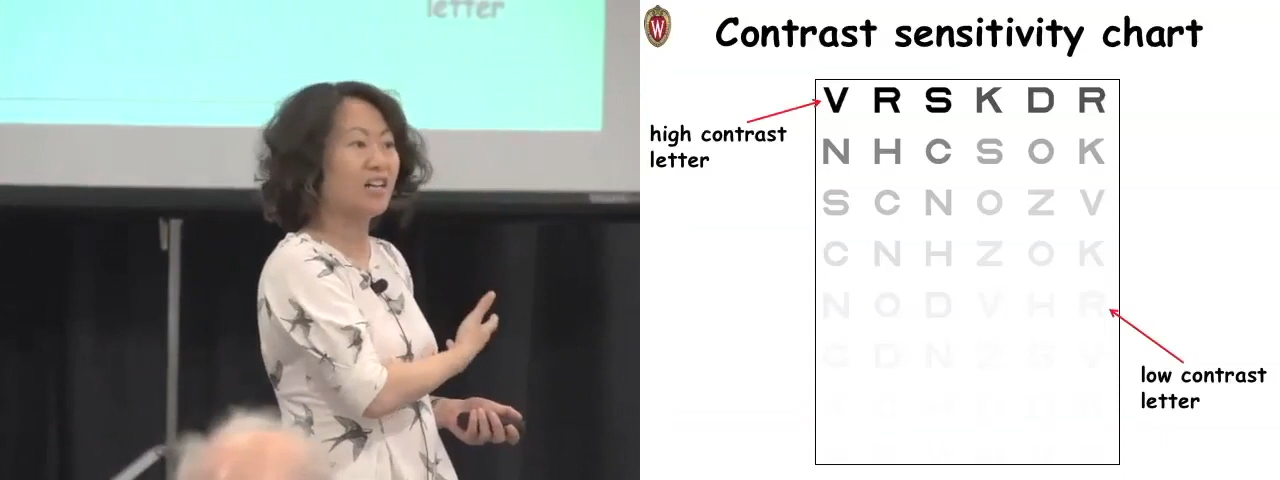 letter
W
Contrast sensitivity chart
high contrast
letter
V R S K D R
N H C S O K
S C N O Z V
C N H Z O K
N O D V H R
low contrast
letter